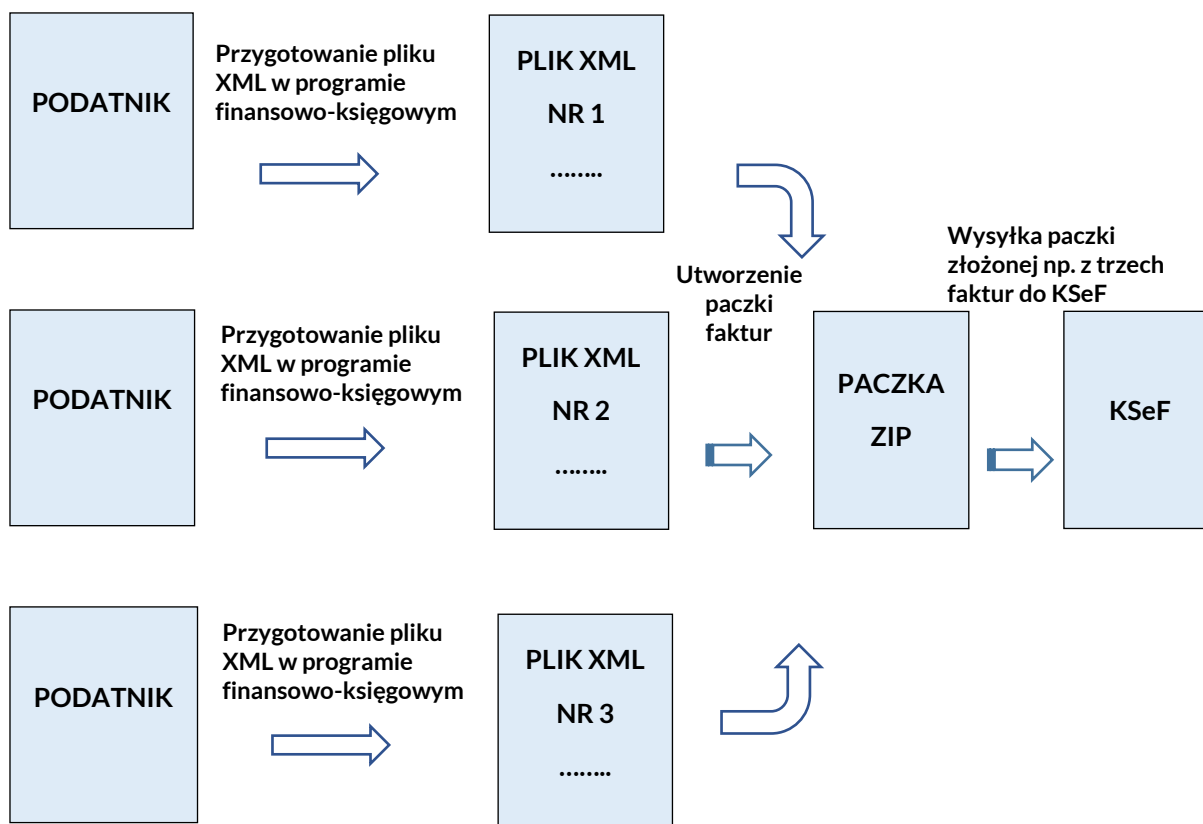 PODATNIK
Przygotowanie pliku
XML w programie
finansowo-księgowym
PLIK XML
NR 1
……..
Utworzenie
paczki
faktur
Wysyłka paczki
złożonej np. z trzech
faktur do KSeF
PODATNIK
Przygotowanie pliku
XML w programie
finansowo-księgowym
PLIK XML
NR 2
……..
PACZKA
ZIP
KSeF
PODATNIK
Przygotowanie pliku
XML w programie
finansowo-księgowym
PLIK XML
NR 3
……..